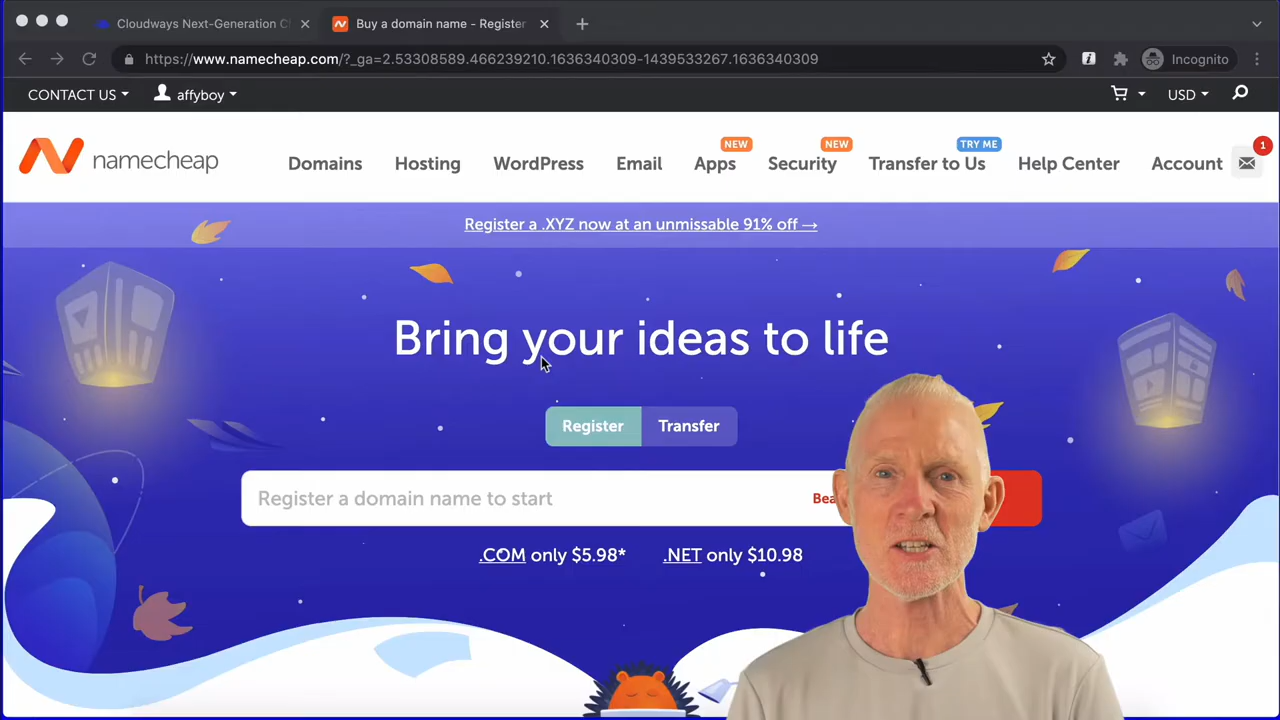 Cloudways Next-Generation C
Buy a domain name - Register
https://www.namecheap.com/?_ga=2.53308589.466239210.1636340309-1439533267.1636340309
Incognito
CONTACT US
affyboy
USD
namecheap
Domains
Hosting
WordPress
Email
Apps
NEW
Security
NEW
Transfer to Us
TRY ME
Help Center
Account
1
Register a .XYZ now at an unmissable 91% off →
Bring your ideas to life
Register
Transfer
Register a domain name to start
Bea
.COM only $5.98*
.NET only $10.98